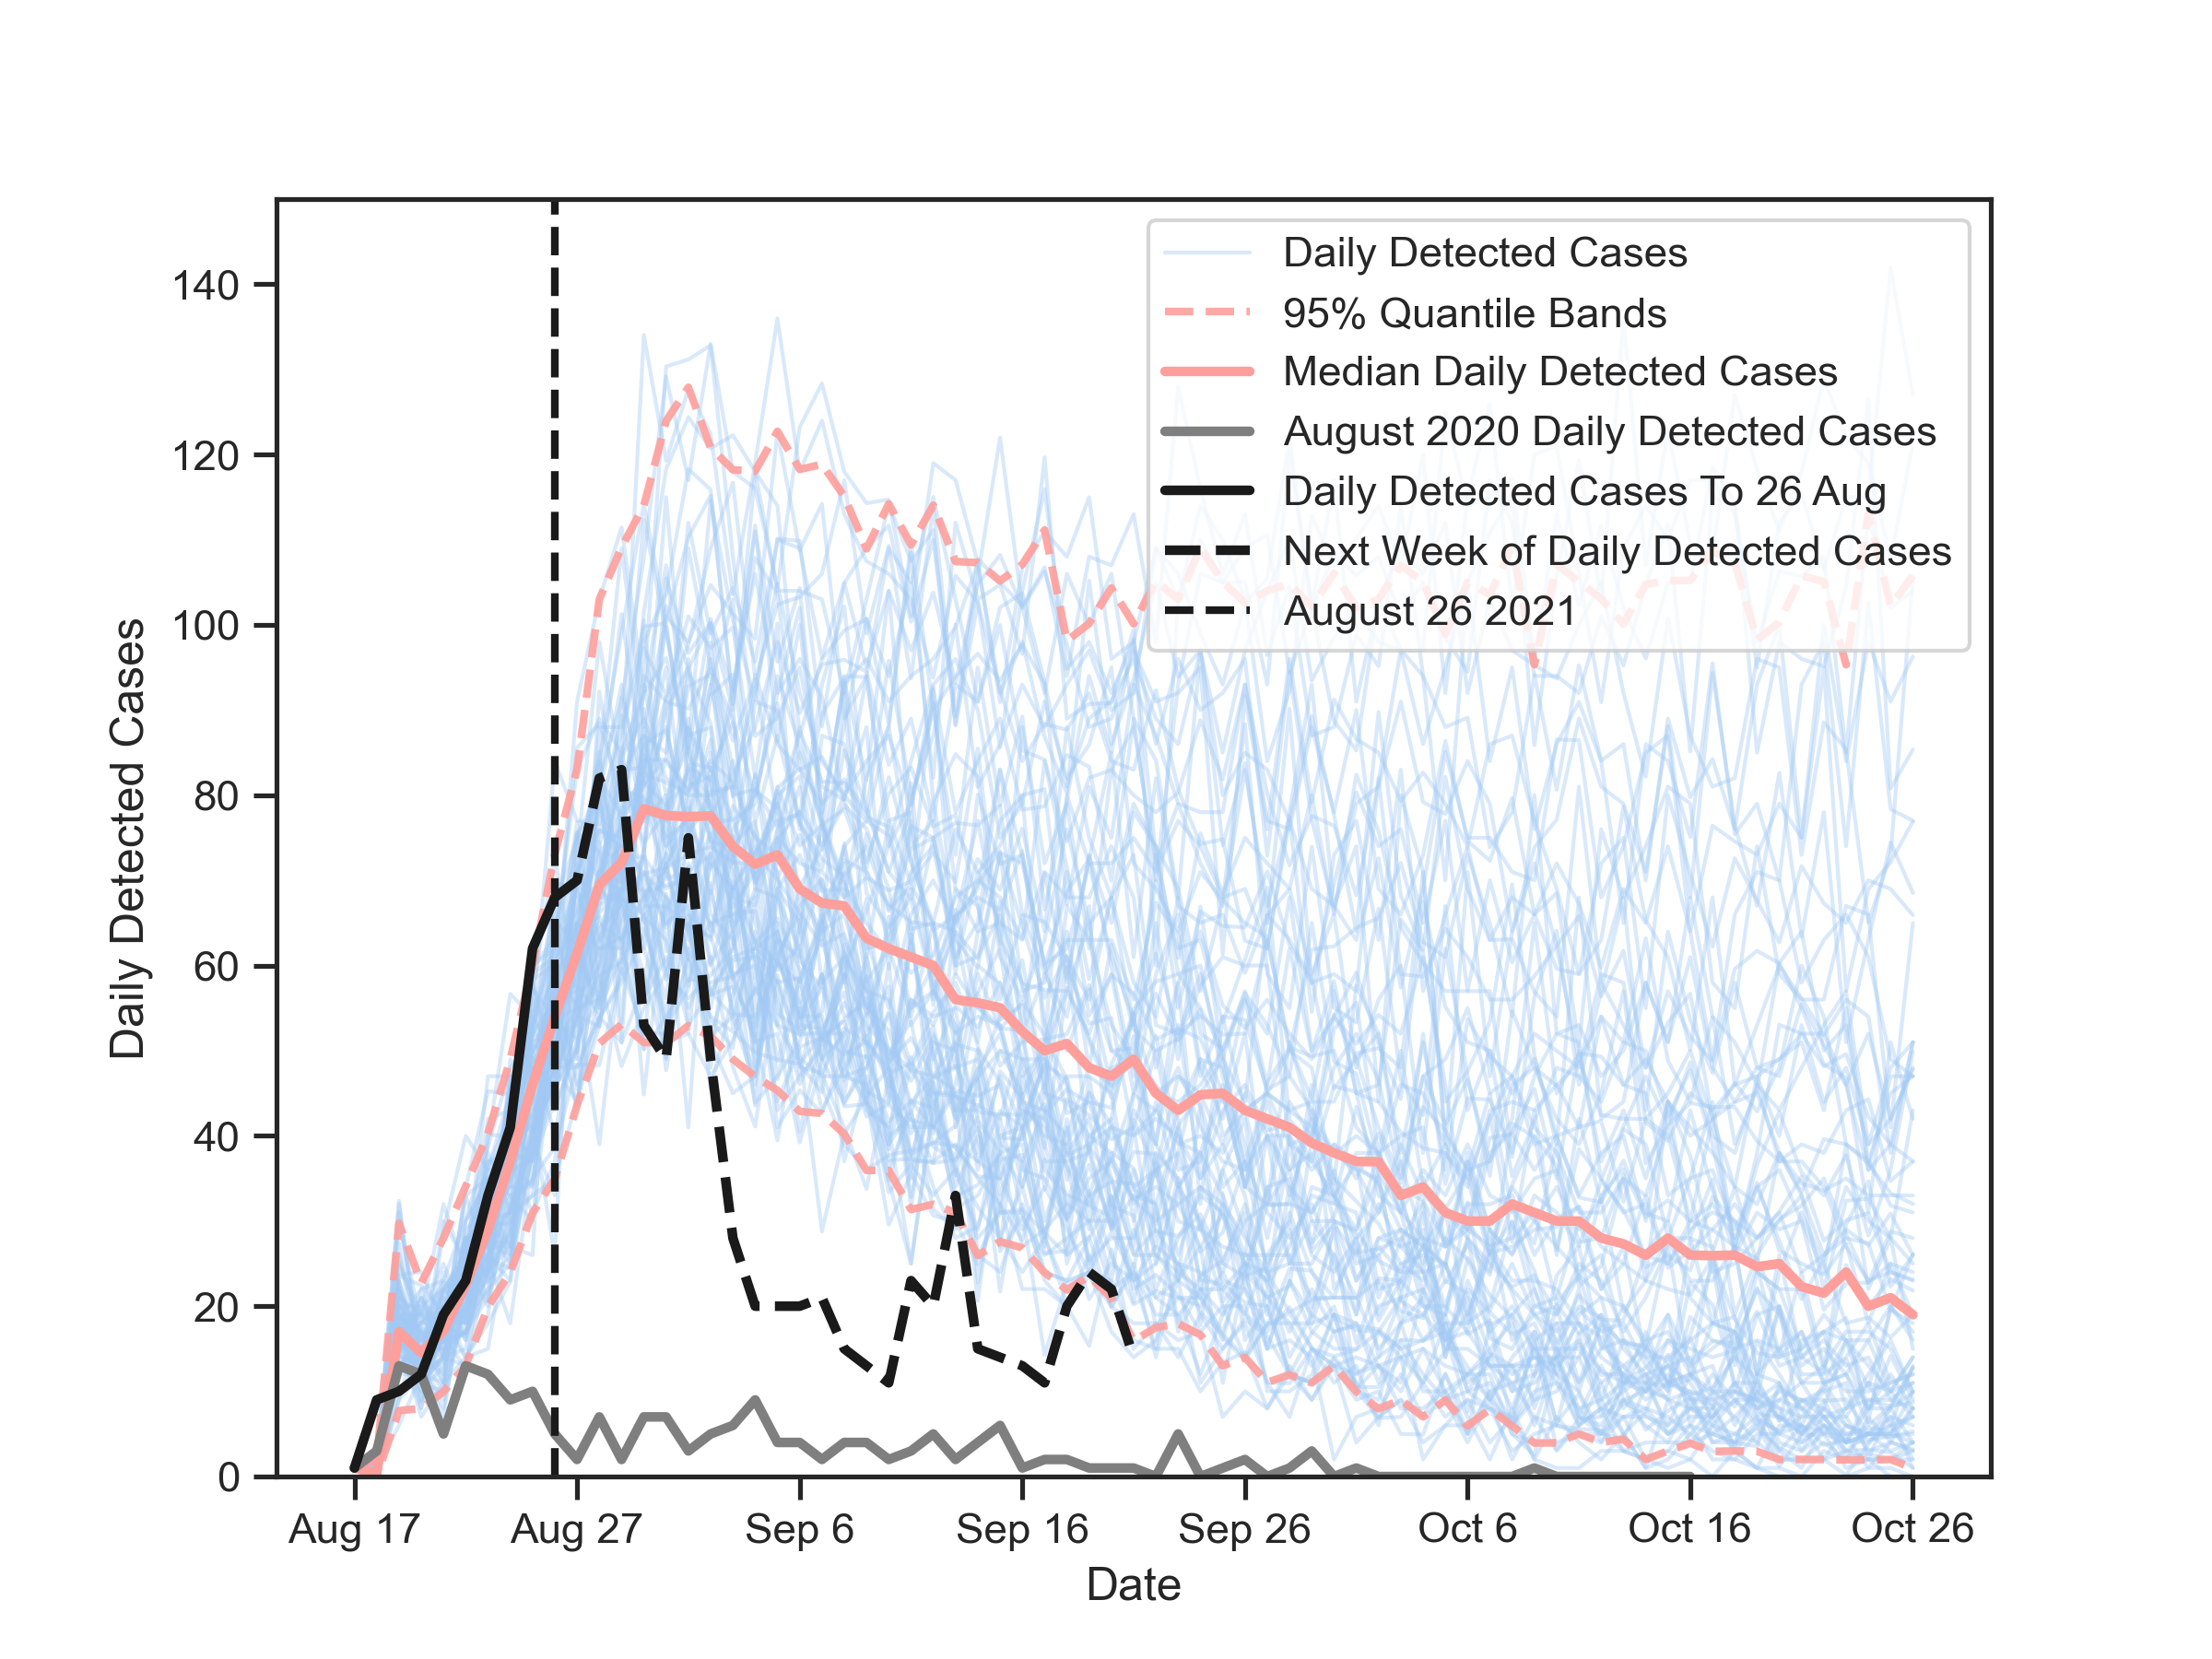 Daily Detected Cases
95% Quantile Bands
Median Daily Detected Cases
August 2020 Daily Detected Cases
Daily Detected Cases To 26 Aug
Next Week of Daily Detected Cases
August 26 2021
140
120
100
80
60
40
20
0
Daily Detected Cases
Aug 17
Aug 27
Sep 6
Sep 16
Sep 26
Oct 6
Oct 16
Oct 26
Date